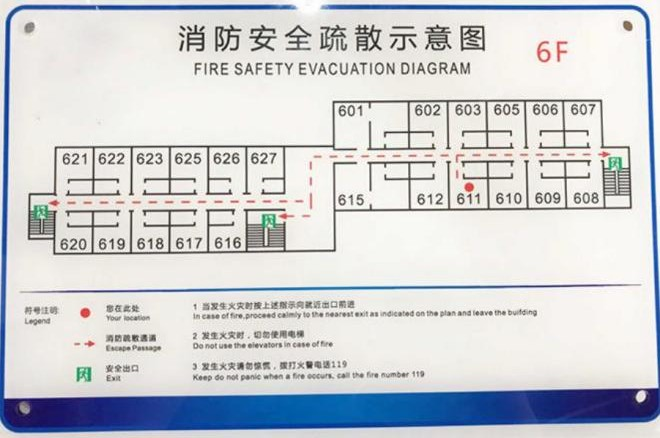 消防安全疏散示意图
6F
FIRE SAFETY EVACUATION DIAGRAM
601 602 603 605 606 607
621 622 623 625 626 627
615 612 611 610 609 608
620 619 618 617 616
符号注明:
Legend
您在此处
Your location
消防疏散通道
Escape Passage
安全出口
Exit
1 当发生火灾时按上述指示向就近出口前进
In case of fire,proceed calmly to the nearest exit as indicated on the plan and leave the building
2 发生火灾时，切勿使用电梯
Do not use the elevators in case of fire
3 发生火灾请勿惊慌，拨打火警电话119
Keep do not panic when a fire occurs, call the fire number 119